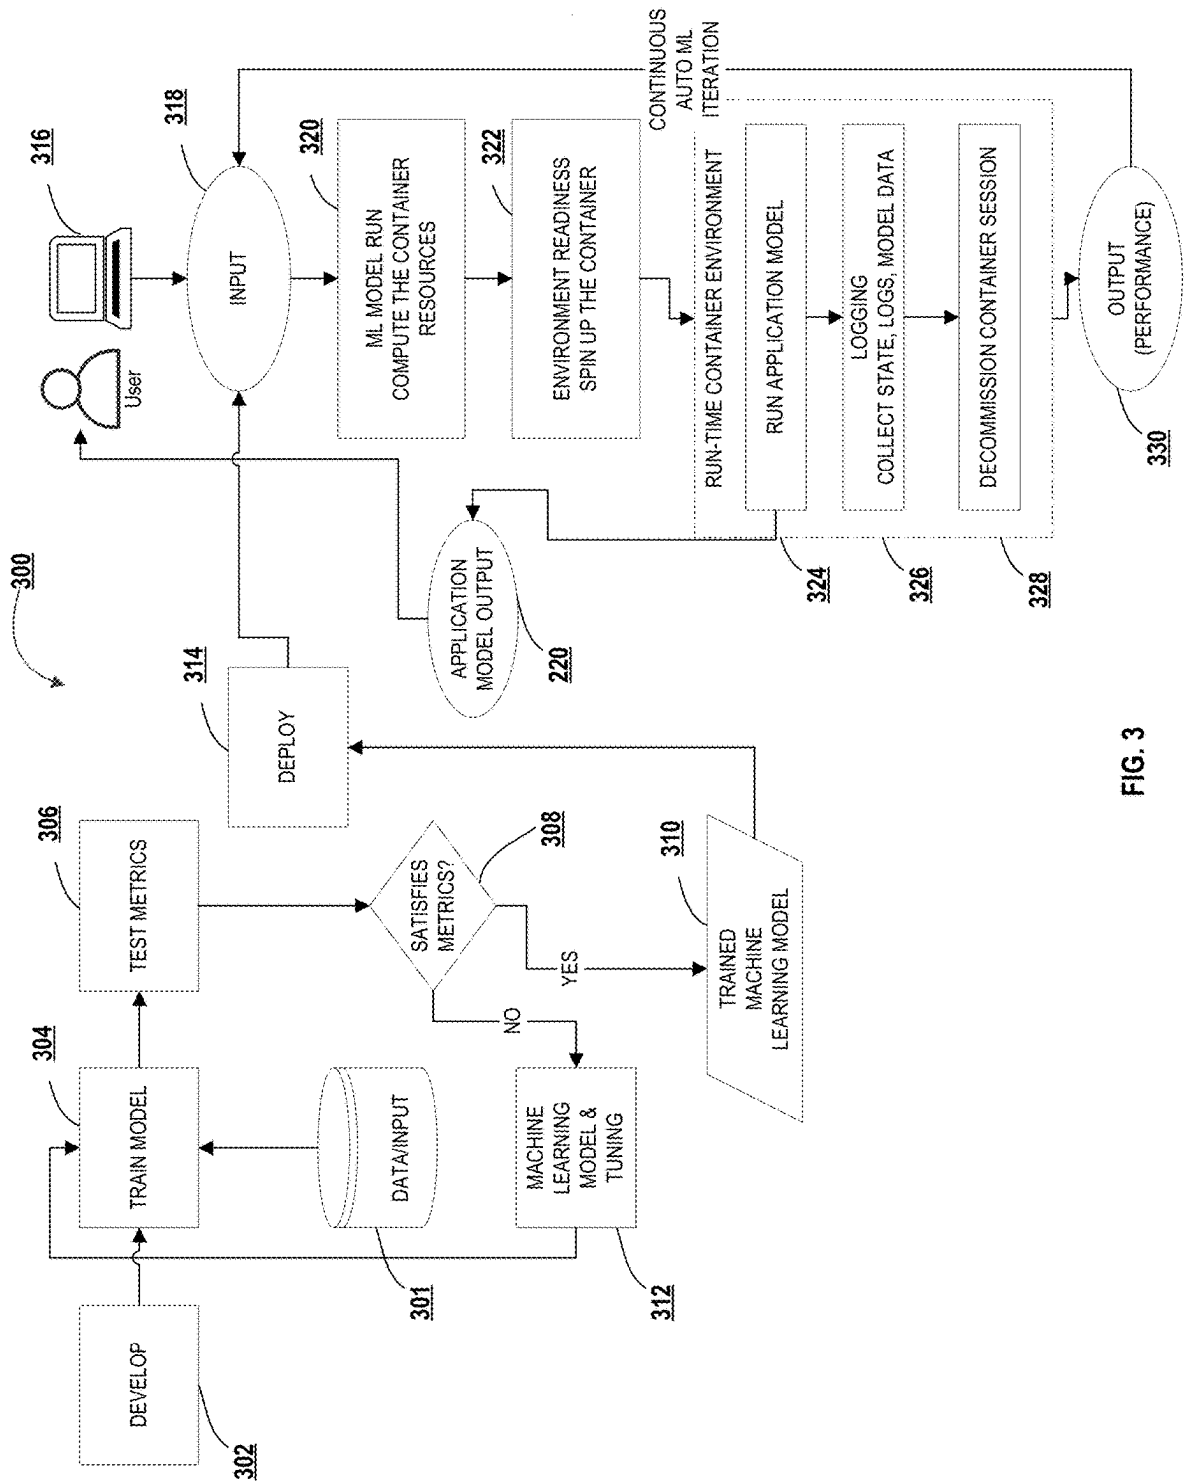 300
DEVELOP
302
TRAIN MODEL
304
TEST METRICS
306
DATA/INPUT
301
SATISFIES
METRICS?
308
NO
YES
MACHINE
LEARNING
MODEL &
TUNING
312
TRAINED
MACHINE
LEARNING MODEL
310
DEPLOY
314
User
316
INPUT
318
ML MODEL RUN
COMPUTE THE CONTAINER
RESOURCES
320
ENVIRONMENT READINESS
SPIN UP THE CONTAINER
322
APPLICATION
MODEL OUTPUT
220
CONTINUOUS
AUTO ML
ITERATION
RUN-TIME CONTAINER ENVIRONMENT
RUN APPLICATION MODEL
324
LOGGING
COLLECT STATE, LOGS, MODEL DATA
326
DECOMMISSION CONTAINER SESSION
328
OUTPUT
(PERFORMANCE)
330
FIG. 3